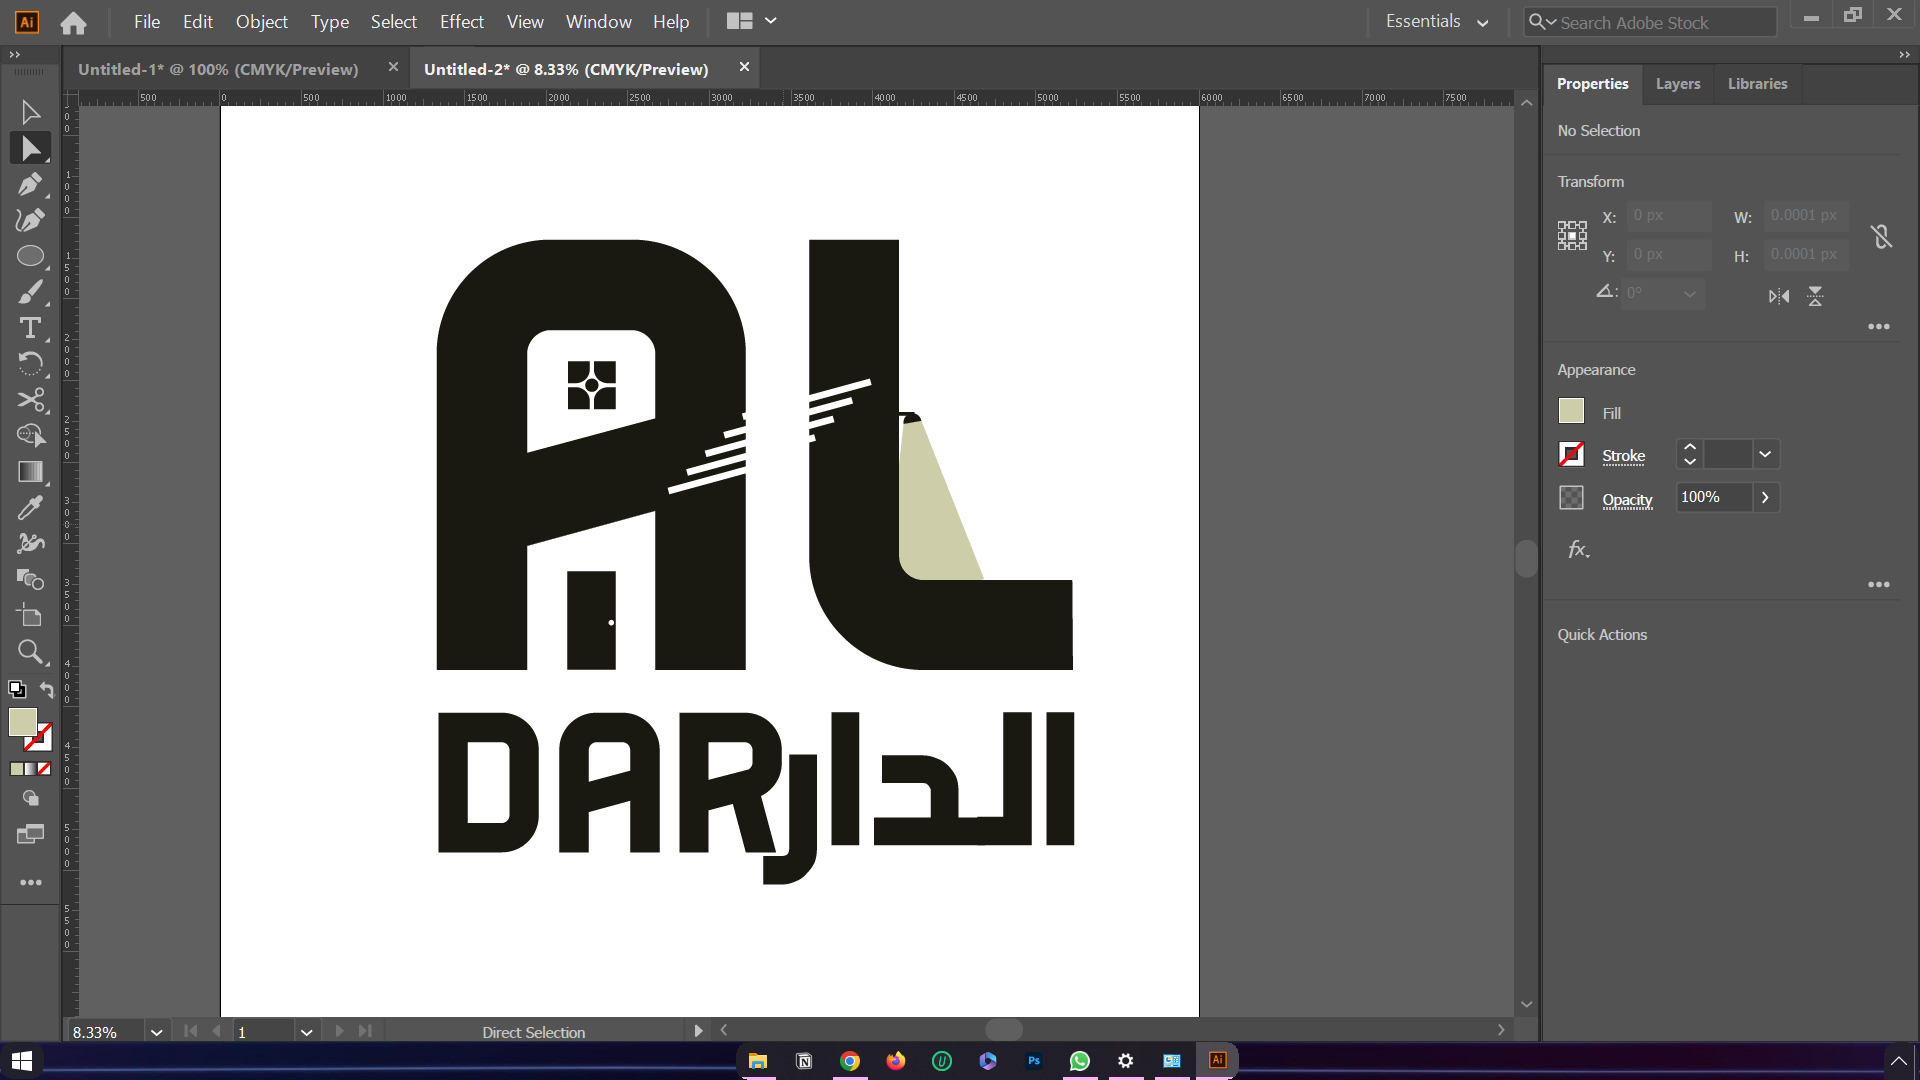 Ai File Edit Object Type Select Effect View Window Help Essentials Search Adobe Stock
Untitled-1* @ 100% (CMYK/Preview) Untitled-2* @ 8.33% (CMYK/Preview)
500 0 500 1000 1500 2000 2500 3000 3500 4000 4500 5000 5500 6000 6500 7000 7500
Properties Layers Libraries
No Selection
Transform
X: 0 px W: 0.0001 px
Y: 0 px H: 0.0001 px
0°
Appearance
Fill
Stroke
Opacity 100%
fx.
Quick Actions
AL
DAR الدار
8.33% 1 Direct Selection
Ps Ai